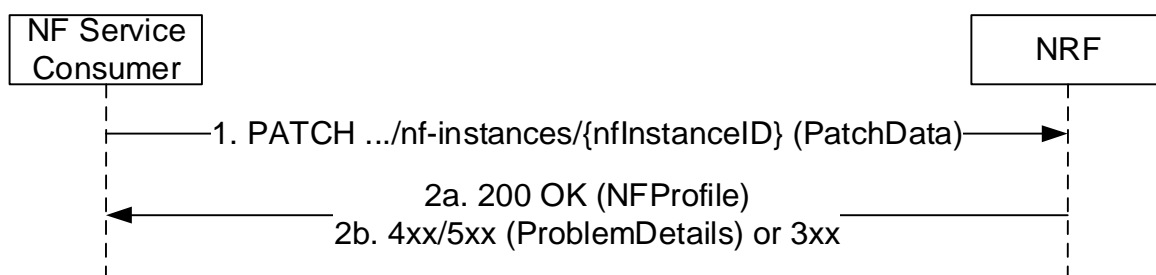 NF Service
Consumer
NRF
1. PATCH .../nf-instances/{nfInstanceID} (PatchData)
2a. 200 OK (NFProfile)
2b. 4xx/5xx (ProblemDetails) or 3xx